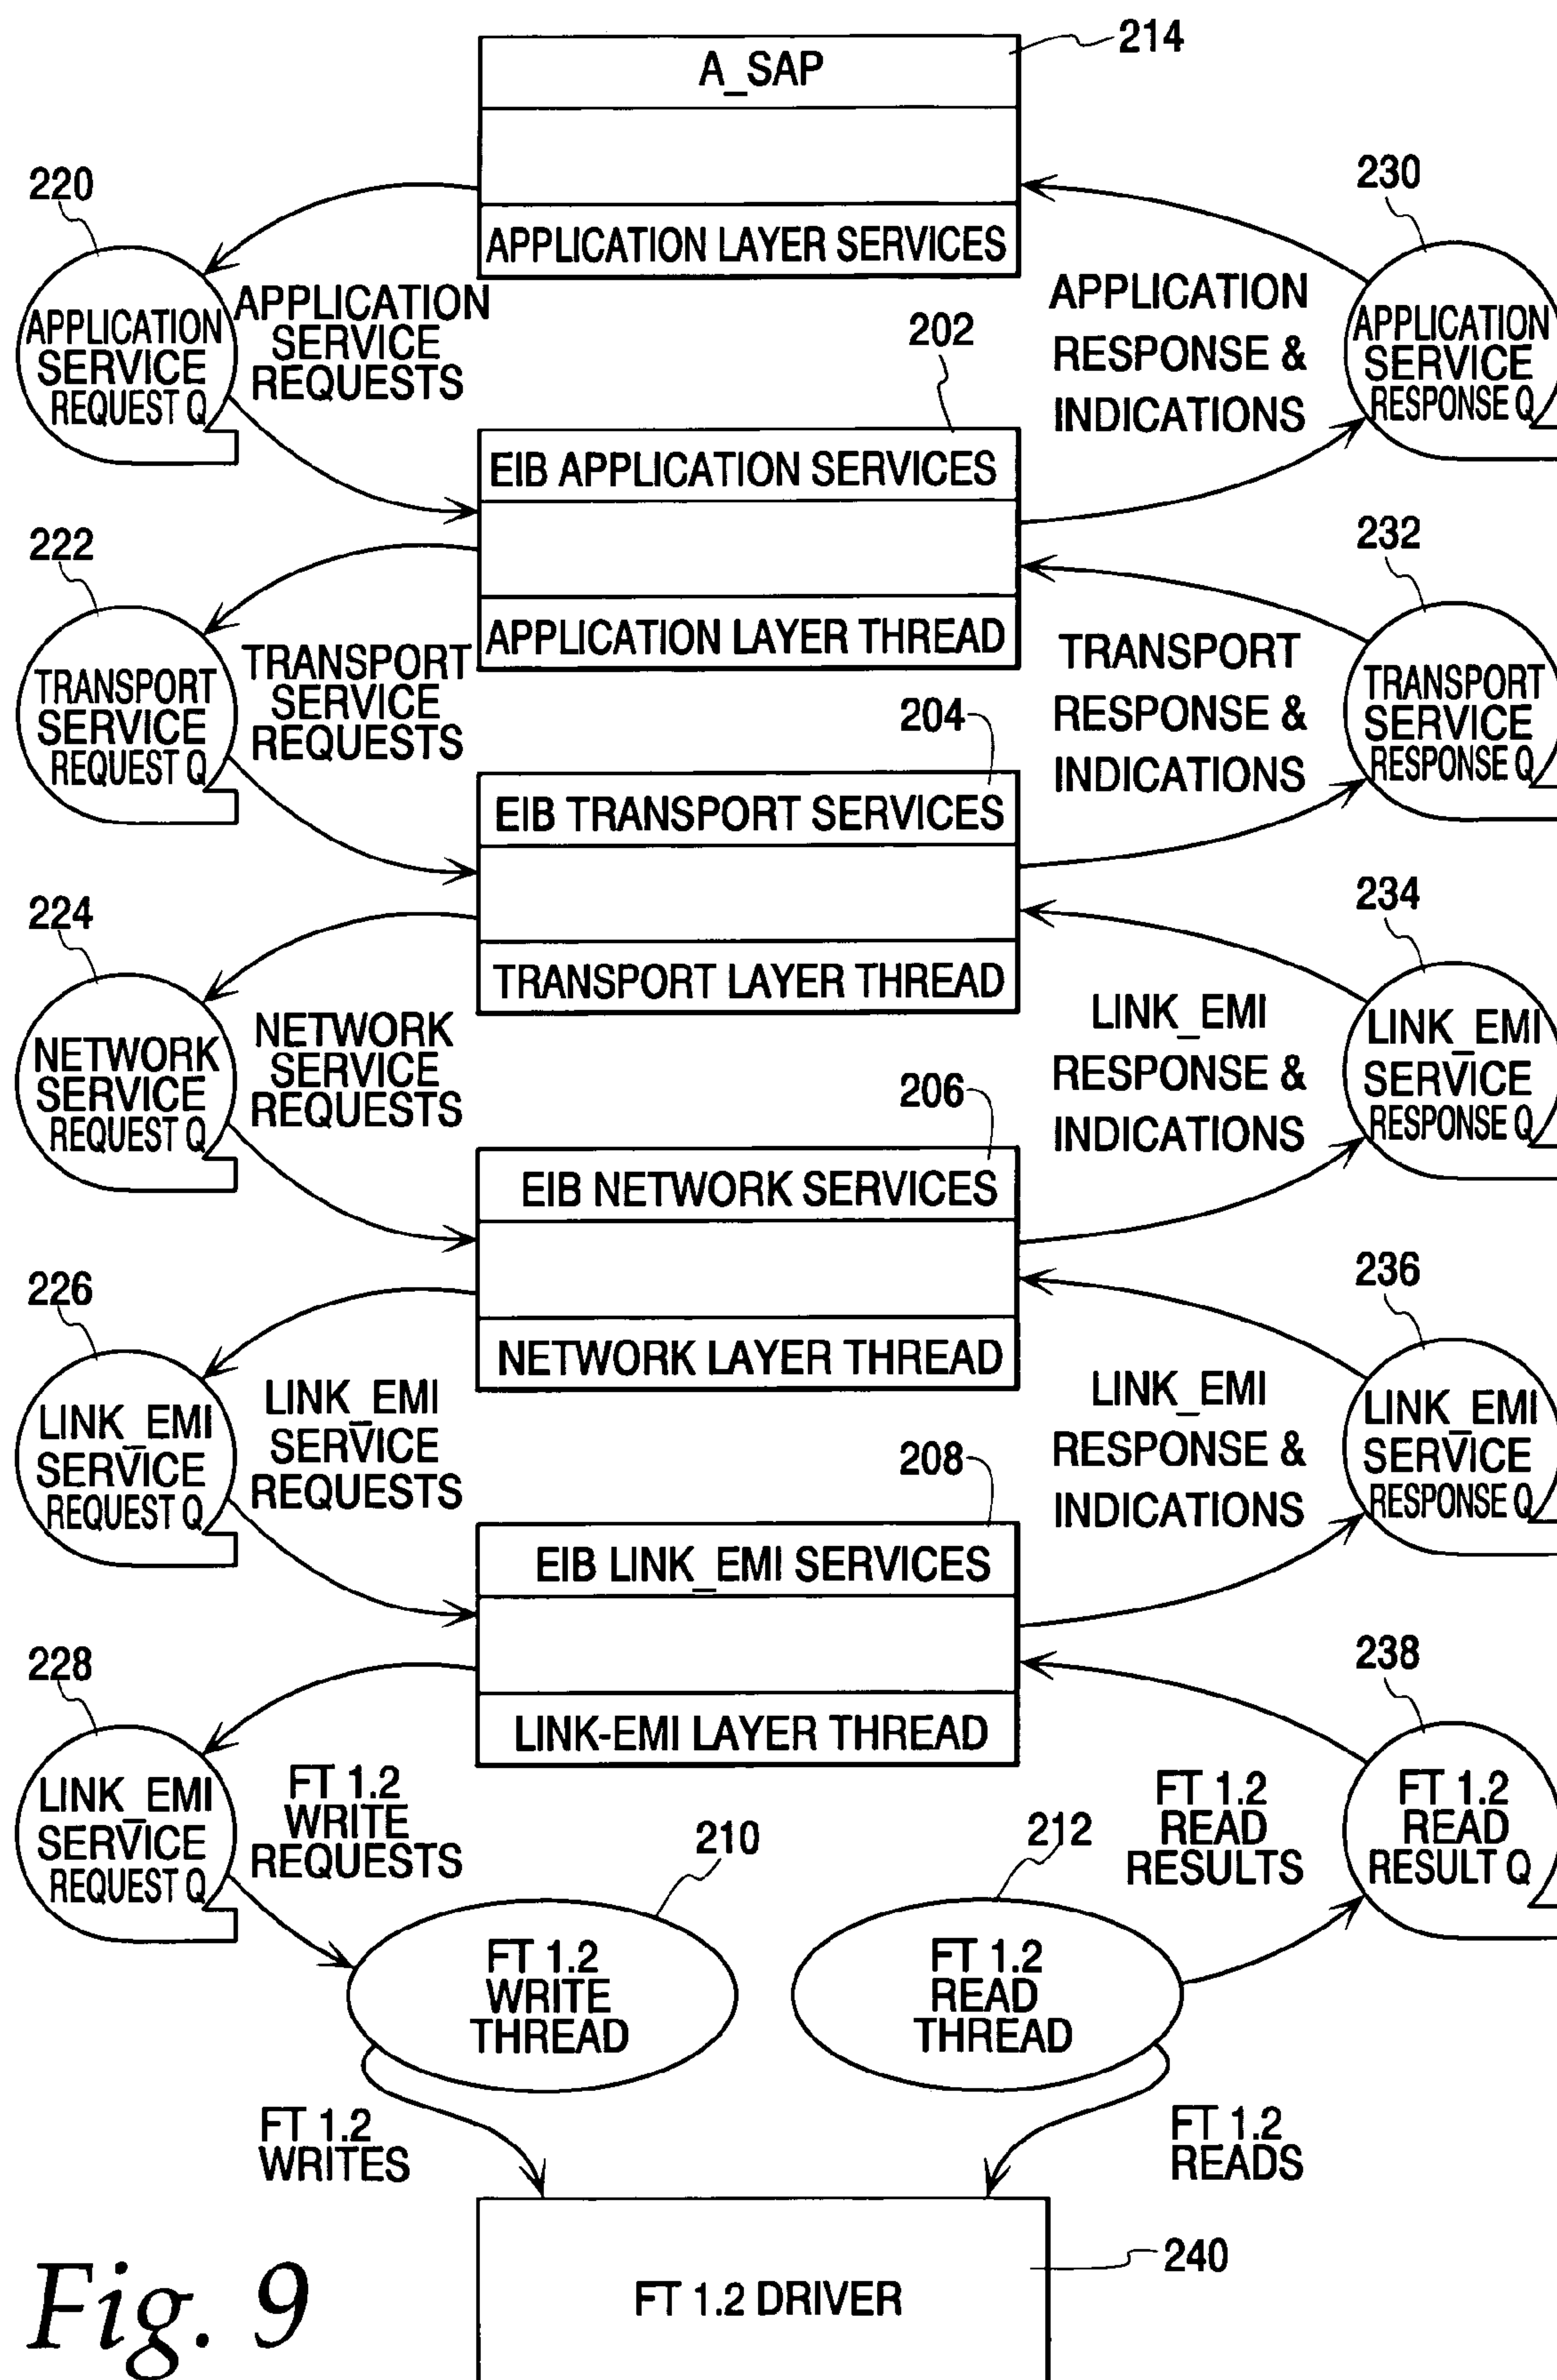 214
A_SAP
APPLICATION LAYER SERVICES
220
APPLICATION
SERVICE
REQUEST Q
APPLICATION
SERVICE
REQUESTS
230
APPLICATION
SERVICE
RESPONSE Q
APPLICATION
RESPONSE &
INDICATIONS
202
EIB APPLICATION SERVICES
APPLICATION LAYER THREAD
222
TRANSPORT
SERVICE
REQUEST Q
TRANSPORT
SERVICE
REQUESTS
232
TRANSPORT
SERVICE
RESPONSE Q
TRANSPORT
RESPONSE &
INDICATIONS
204
EIB TRANSPORT SERVICES
TRANSPORT LAYER THREAD
224
NETWORK
SERVICE
REQUEST Q
NETWORK
SERVICE
REQUESTS
234
LINK_EMI
SERVICE
RESPONSE Q
LINK_EMI
RESPONSE &
INDICATIONS
206
EIB NETWORK SERVICES
NETWORK LAYER THREAD
226
LINK_EMI
SERVICE
REQUEST Q
LINK_EMI
SERVICE
REQUESTS
236
LINK_EMI
SERVICE
RESPONSE Q
LINK_EMI
RESPONSE &
INDICATIONS
208
EIB LINK_EMI SERVICES
LINK-EMI LAYER THREAD
228
LINK_EMI
SERVICE
REQUEST Q
FT 1.2
WRITE
REQUESTS
238
FT 1.2
READ
RESULT Q
FT 1.2
READ
RESULTS
210
FT 1.2
WRITE
THREAD
212
FT 1.2
READ
THREAD
FT 1.2
WRITES
FT 1.2
READS
240
FT 1.2 DRIVER
Fig. 9